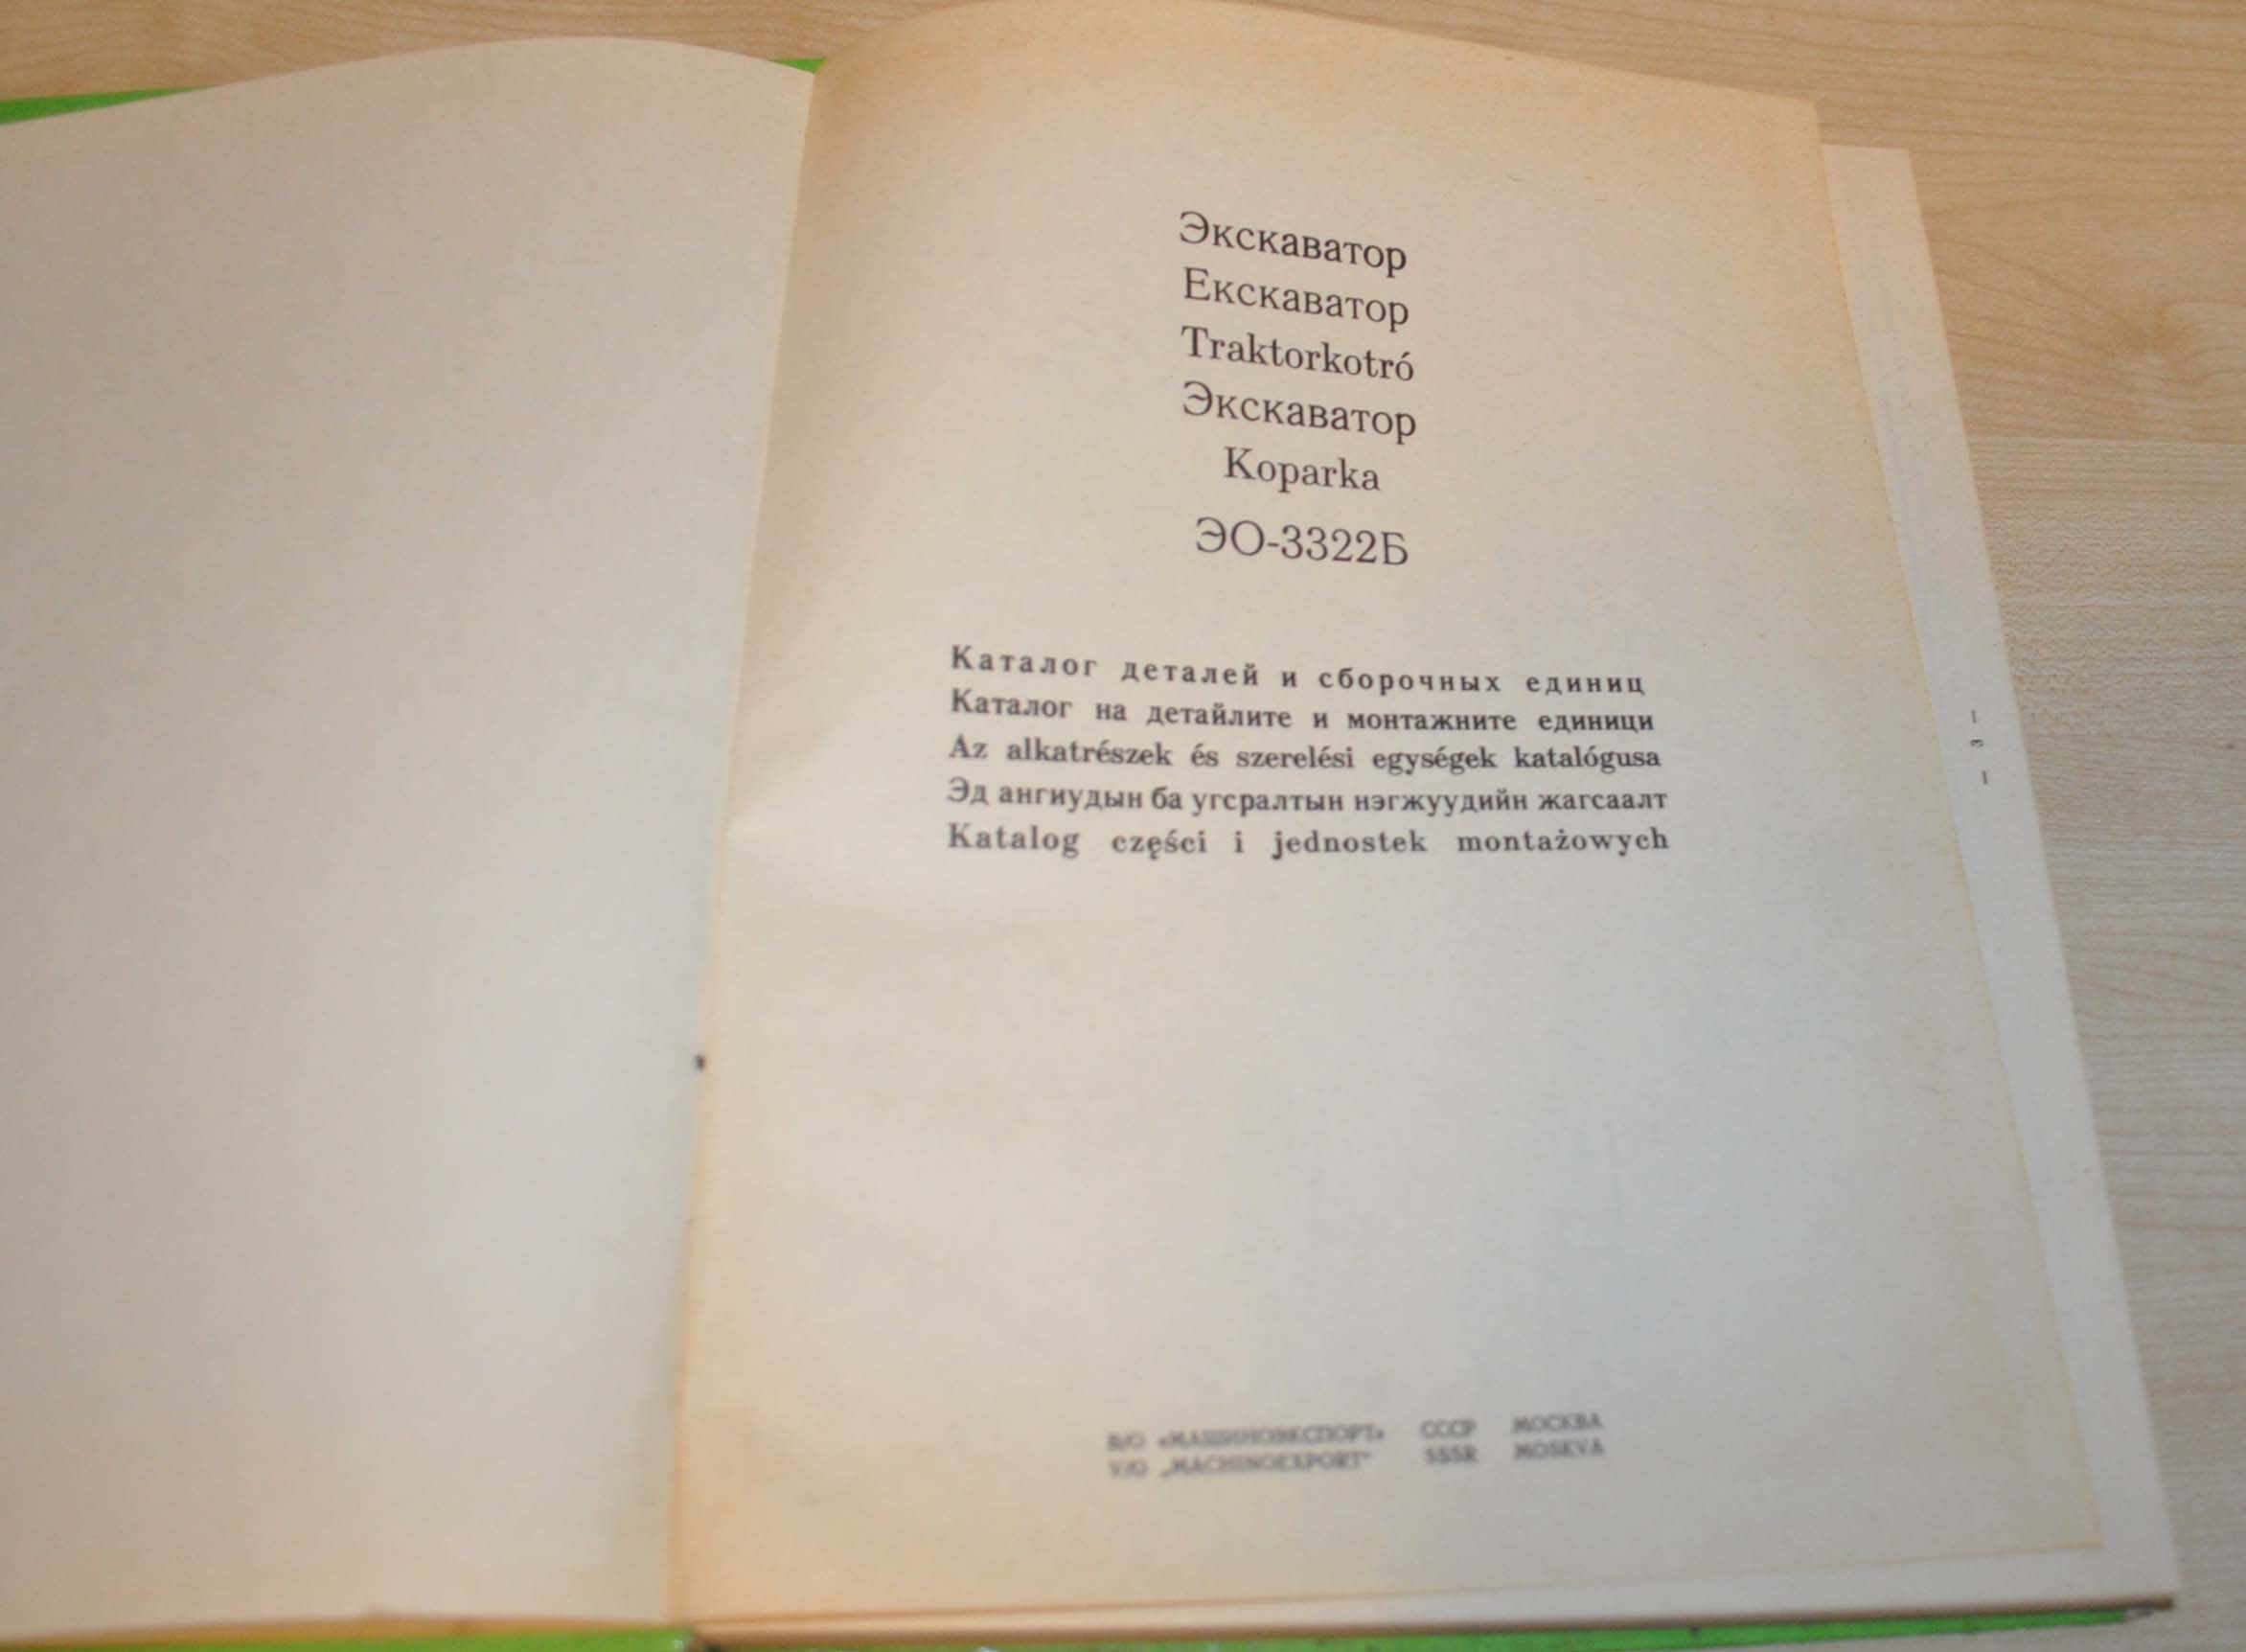 Экскаватор
Екскаватор
Traktorkotró
Экскаватор
Koparka
ЭО-3322Б
Каталог деталей и сборочных единиц
Каталог на детайлите и монтажните единици
Az alkatrészek és szerelési egységek katalógusa
Эд ангиудын ба угсралтын нэгжуудийн жагсаалт
Katalog części i jednostek montażowych
В/О «МАШИНОЭКСПОРТ» СССР МОСКВА
V/O „MACHINOEXPORT" SSSR MOSKVA
— 3 —